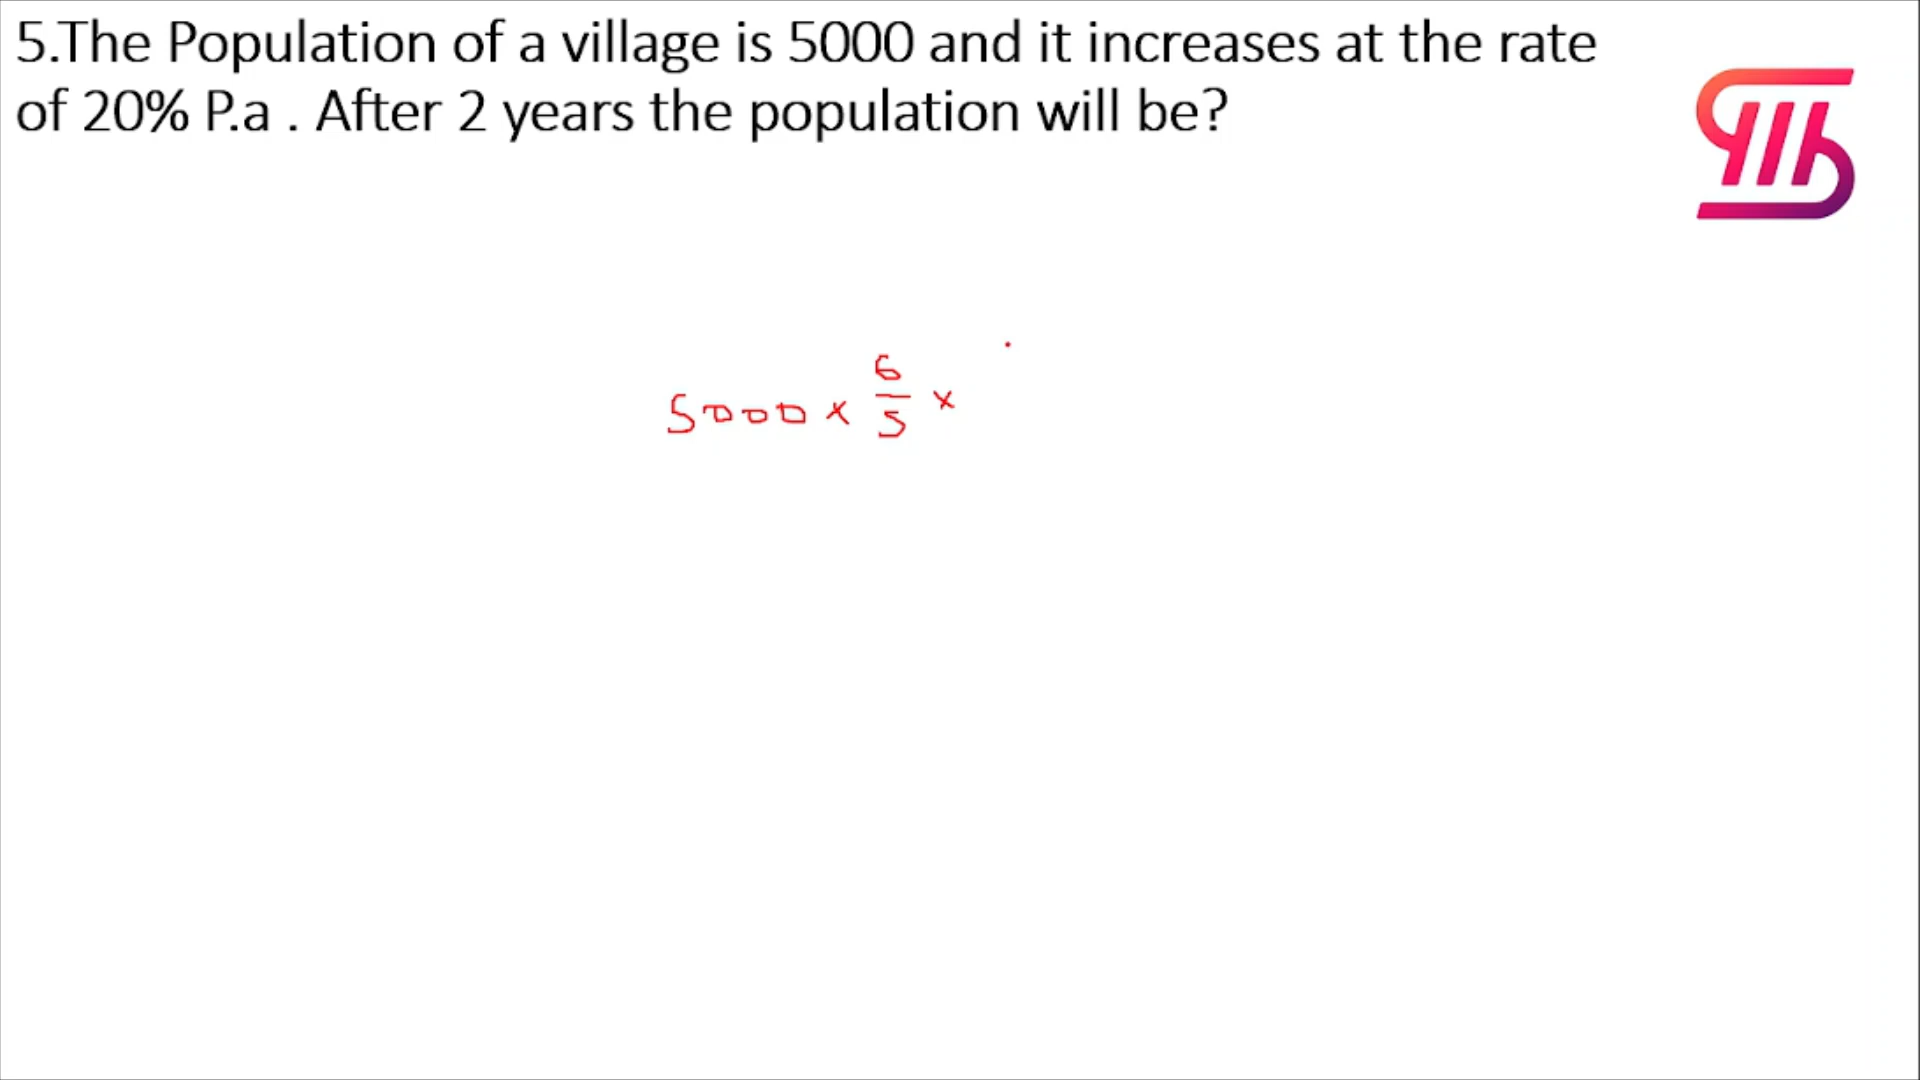 5.The Population of a village is 5000 and it increases at the rate
of 20% P.a . After 2 years the population will be?
5000 × 6/5 ×